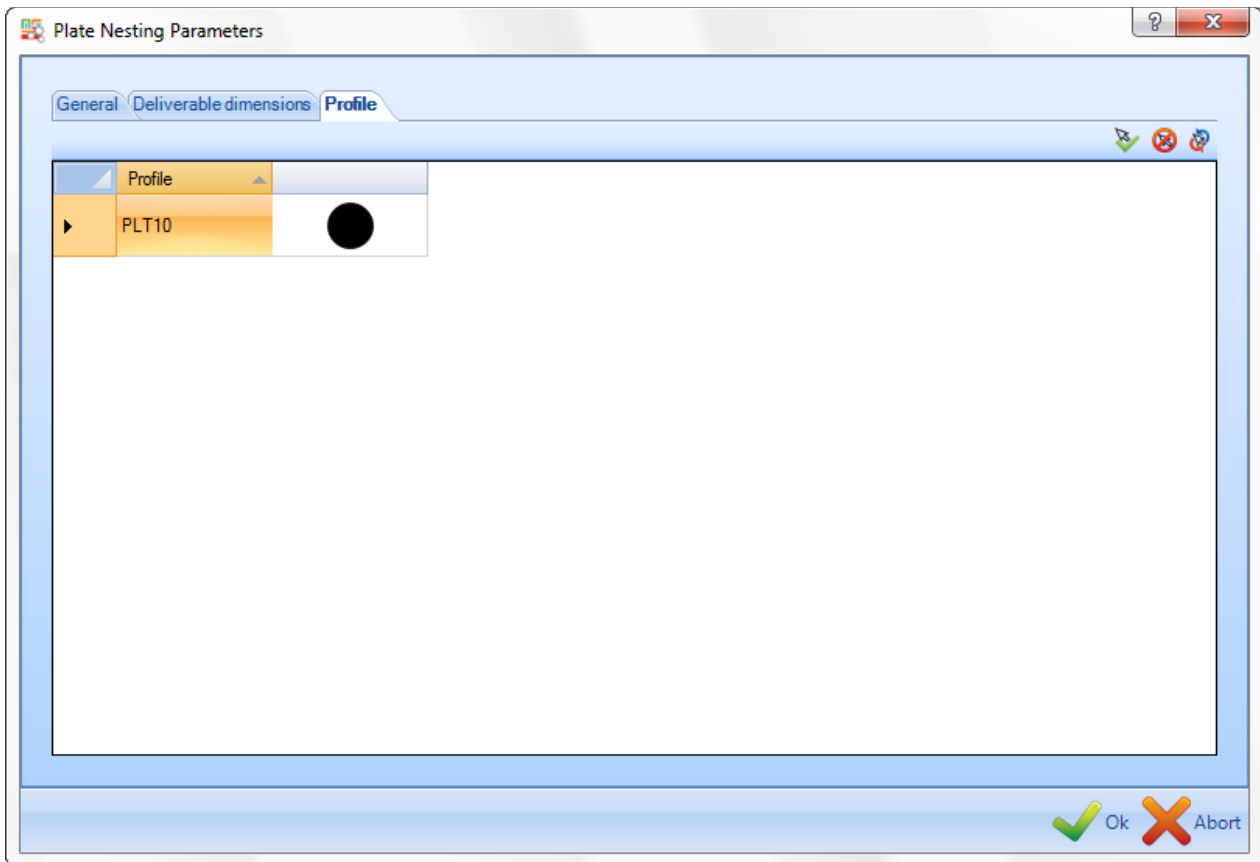 Plate Nesting Parameters
General Deliverable dimensions Profile
Profile
PLT10
Ok Abort